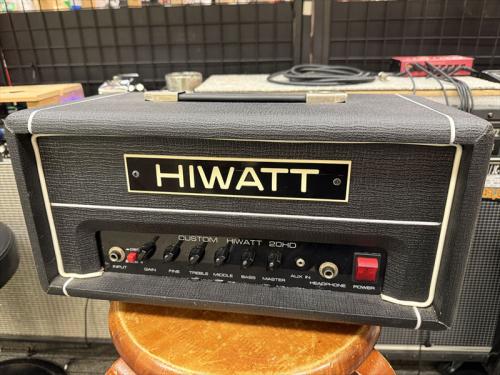 HIWATT
CUSTOM HIWATT 20HD
INPUT GAIN FINE TREBLE MIDDLE BASS MASTER AUX IN HEADPHONE POWER